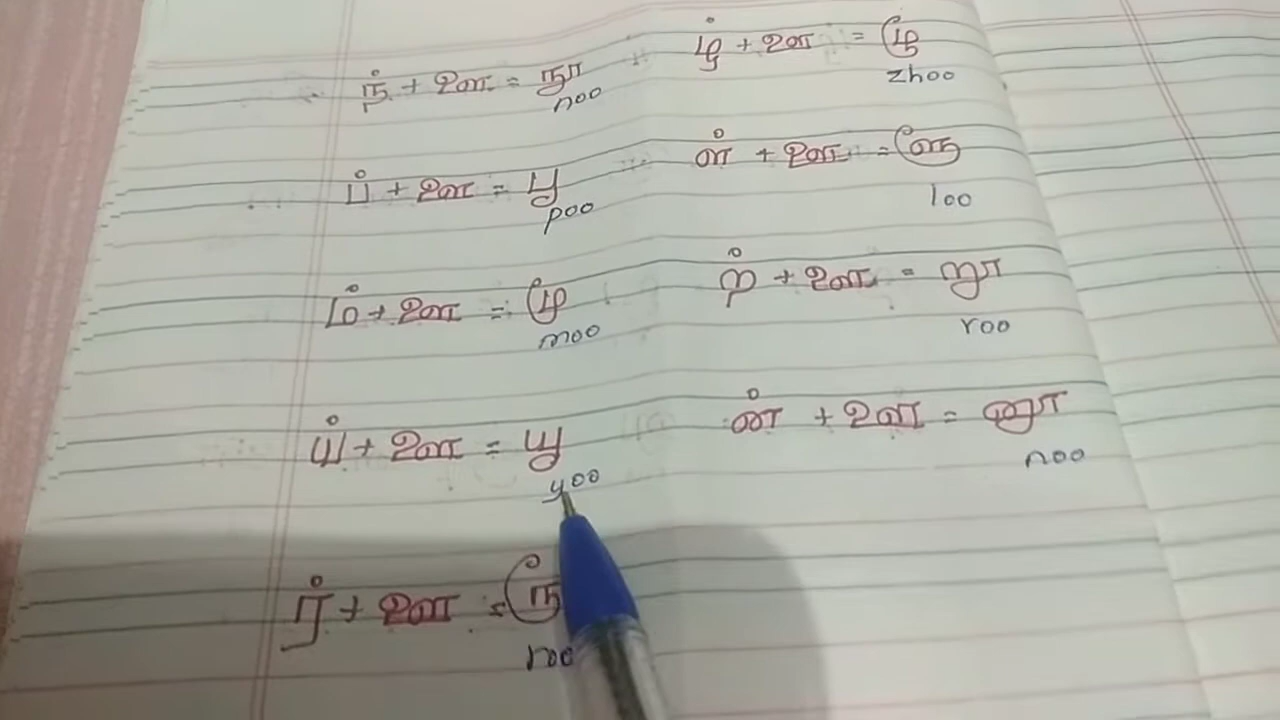 ந் + ஊ = நூ
noo
ப் + ஊ = பூ
poo
ம் + ஊ = மூ
moo
ய் + ஊ = யூ
yoo
ர் + ஊ = ரூ
roo
ழ் + ஊ = ழூ
zhoo
ள் + ஊ = ளூ
loo
ற் + ஊ = றூ
roo
ன் + ஊ = னூ
noo